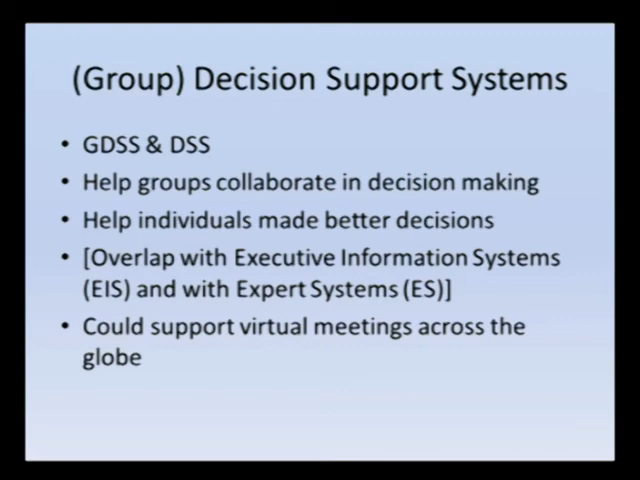 (Group) Decision Support Systems
• GDSS & DSS
• Help groups collaborate in decision making
• Help individuals made better decisions
• [Overlap with Executive Information Systems
(EIS) and with Expert Systems (ES)]
• Could support virtual meetings across the
globe